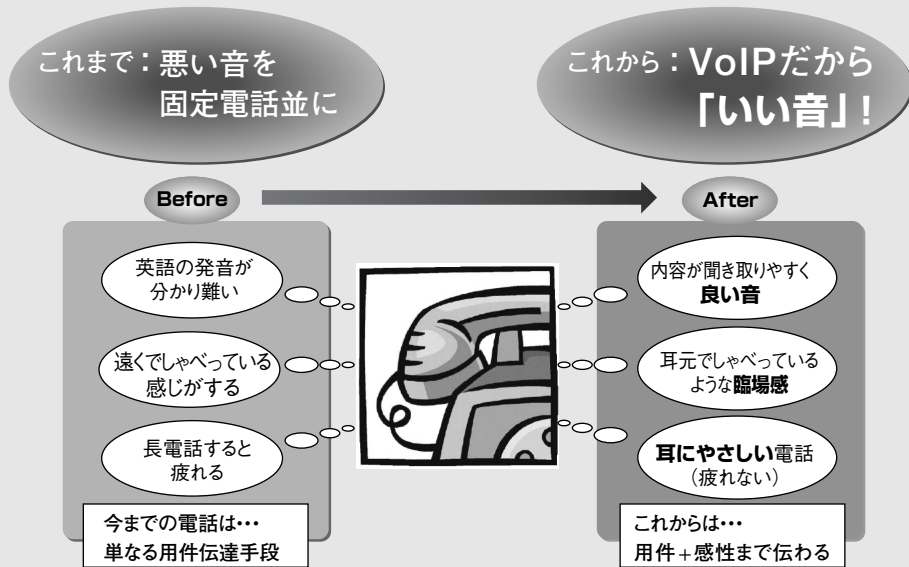 これまで：悪い音を
固定電話並に
これから：VoIPだから
「いい音」！
Before
After
英語の発音が
分かり難い
遠くでしゃべっている
感じがする
長電話すると
疲れる
今までの電話は…
単なる用件伝達手段
内容が聞き取りやすく
良い音
耳元でしゃべっている
ような臨場感
耳にやさしい電話
（疲れない）
これからは…
用件＋感性まで伝わる